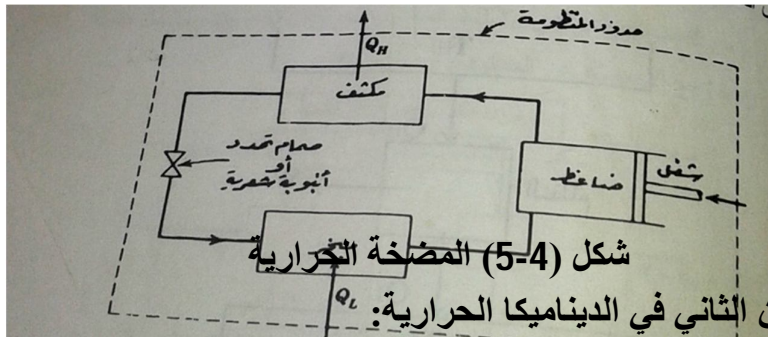 حدود المنظومة
Q_H
مكثف
صمام تمدد
أو
أنبوبة شعرية
ضاغط
شغل
شكل (4-5) المضخة الحرارية
Q_L
الثاني في الديناميكا الحرارية: